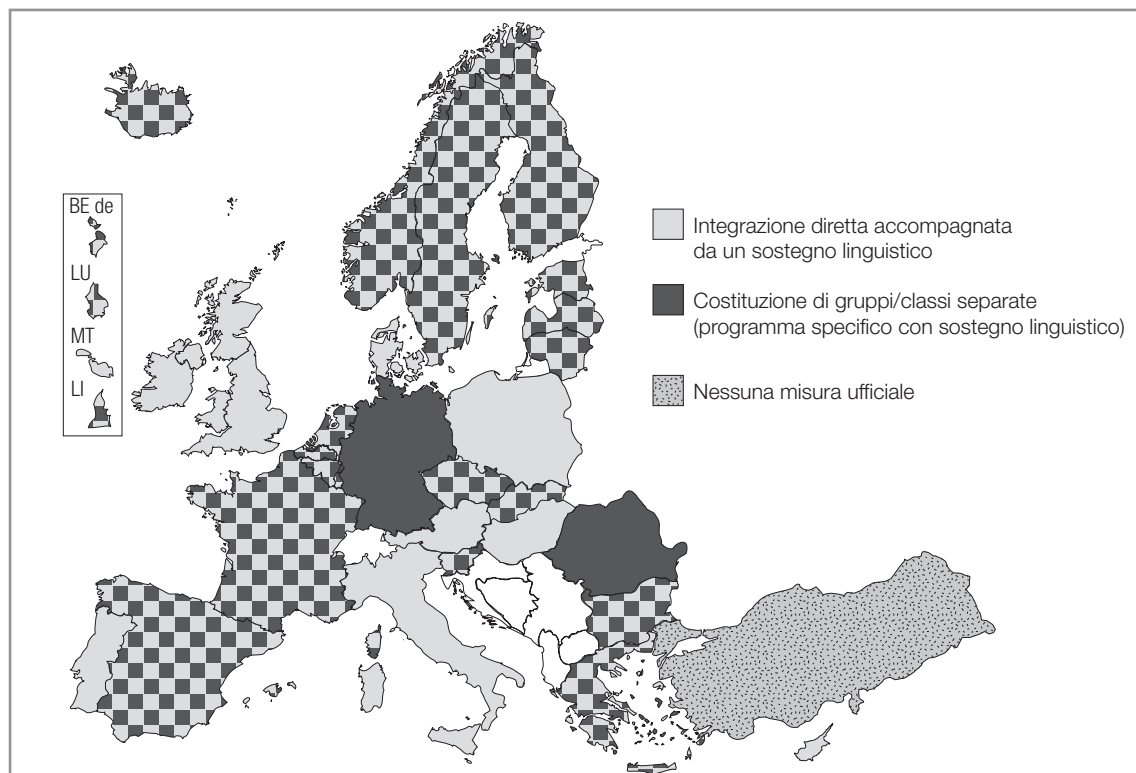 BE de
LU
MT
LI
Integrazione diretta accompagnata
da un sostegno linguistico
Costituzione di gruppi/classi separate
(programma specifico con sostegno linguistico)
Nessuna misura ufficiale